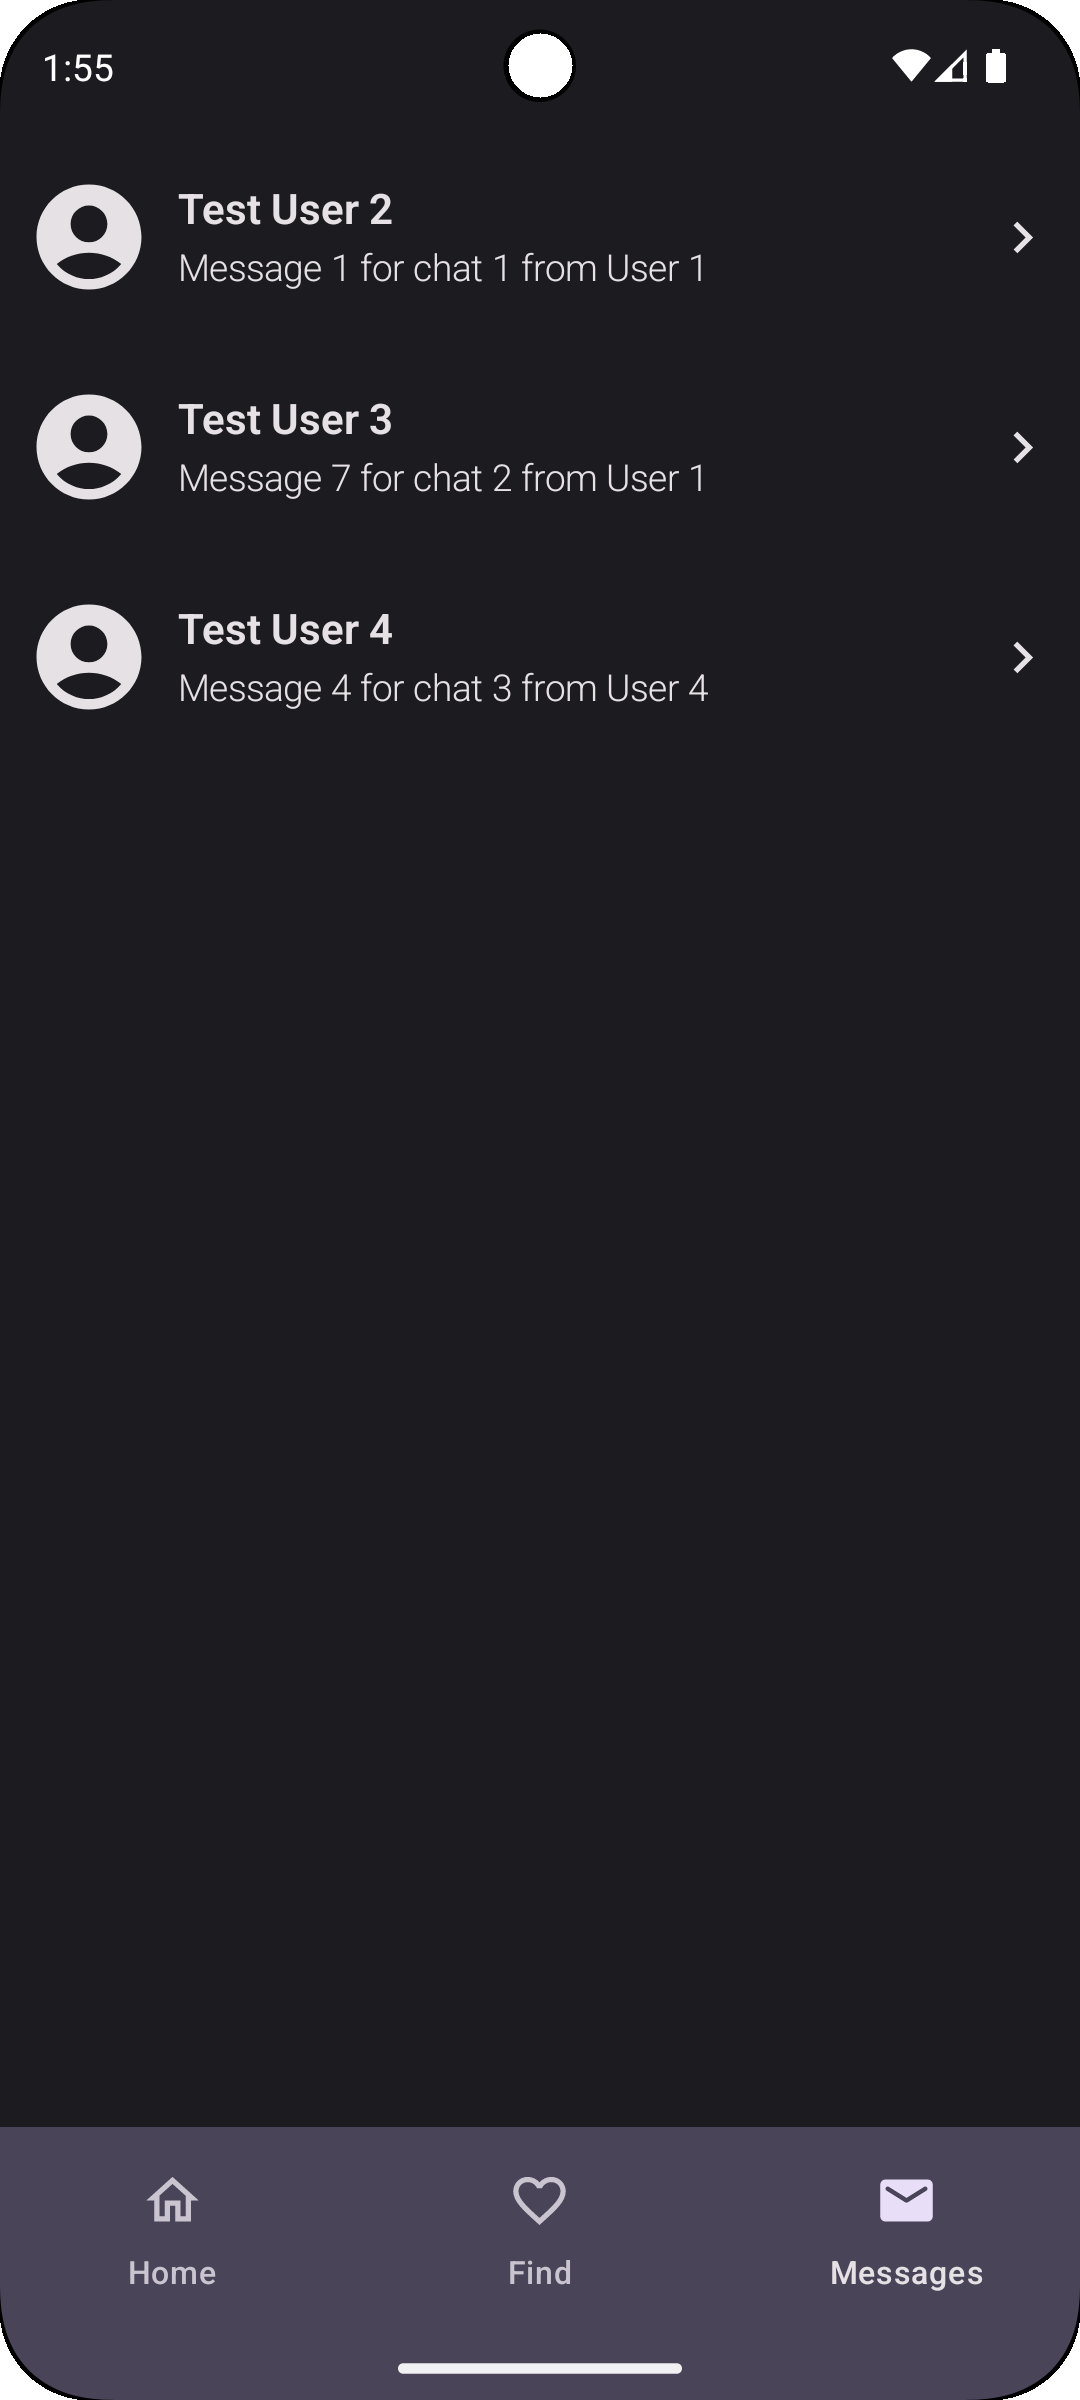 1:55
Test User 2
Message 1 for chat 1 from User 1
Test User 3
Message 7 for chat 2 from User 1
Test User 4
Message 4 for chat 3 from User 4
Home
Find
Messages